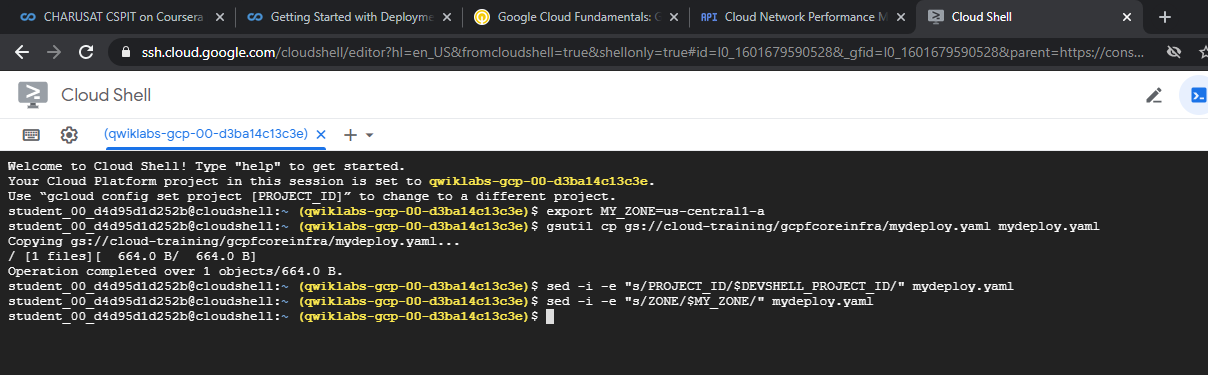 CHARUSAT CSPIT on Coursera
Getting Started with Deployme
Google Cloud Fundamentals: G
API Cloud Network Performance M
Cloud Shell
ssh.cloud.google.com/cloudshell/editor?hl=en_US&fromcloudshell=true&shellonly=true#id=I0_1601679590528&_gfid=I0_1601679590528&parent=https://cons...
Cloud Shell
(qwiklabs-gcp-00-d3ba14c13c3e)
Welcome to Cloud Shell! Type "help" to get started.
Your Cloud Platform project in this session is set to qwiklabs-gcp-00-d3ba14c13c3e.
Use “gcloud config set project [PROJECT_ID]” to change to a different project.
student_00_d4d95d1d252b@cloudshell:~ (qwiklabs-gcp-00-d3ba14c13c3e)$ export MY_ZONE=us-central1-a
student_00_d4d95d1d252b@cloudshell:~ (qwiklabs-gcp-00-d3ba14c13c3e)$ gsutil cp gs://cloud-training/gcpfcoreinfra/mydeploy.yaml mydeploy.yaml
Copying gs://cloud-training/gcpfcoreinfra/mydeploy.yaml...
/ [1 files][  664.0 B/  664.0 B]
Operation completed over 1 objects/664.0 B.
student_00_d4d95d1d252b@cloudshell:~ (qwiklabs-gcp-00-d3ba14c13c3e)$ sed -i -e "s/PROJECT_ID/$DEVSHELL_PROJECT_ID/" mydeploy.yaml
student_00_d4d95d1d252b@cloudshell:~ (qwiklabs-gcp-00-d3ba14c13c3e)$ sed -i -e "s/ZONE/$MY_ZONE/" mydeploy.yaml
student_00_d4d95d1d252b@cloudshell:~ (qwiklabs-gcp-00-d3ba14c13c3e)$